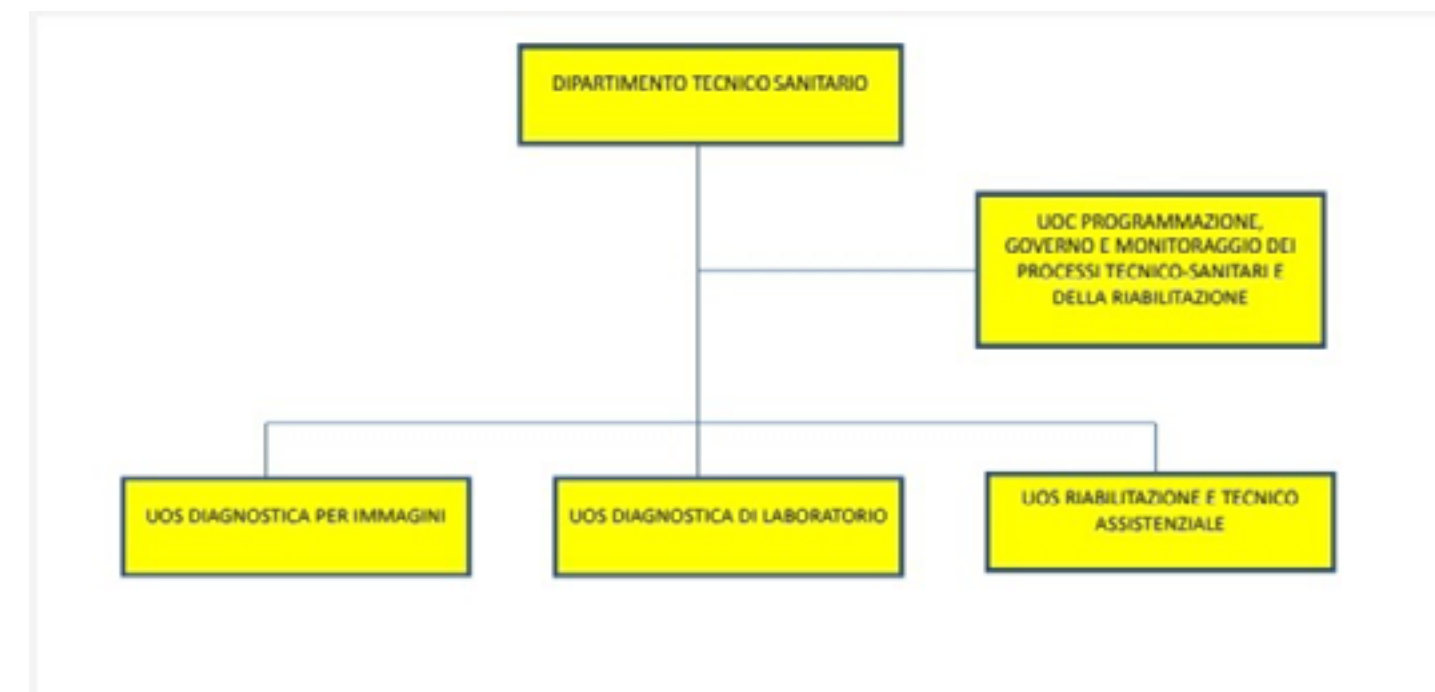 DIPARTIMENTO TECNICO SANITARIO
UOC PROGRAMMAZIONE,
GOVERNO E MONITORAGGIO DEI
PROCESSI TECNICO-SANITARI E
DELLA RIABILITAZIONE
UOS DIAGNOSTICA PER IMMAGINI
UOS DIAGNOSTICA DI LABORATORIO
UOS RIABILITAZIONE E TECNICO
ASSISTENZIALE